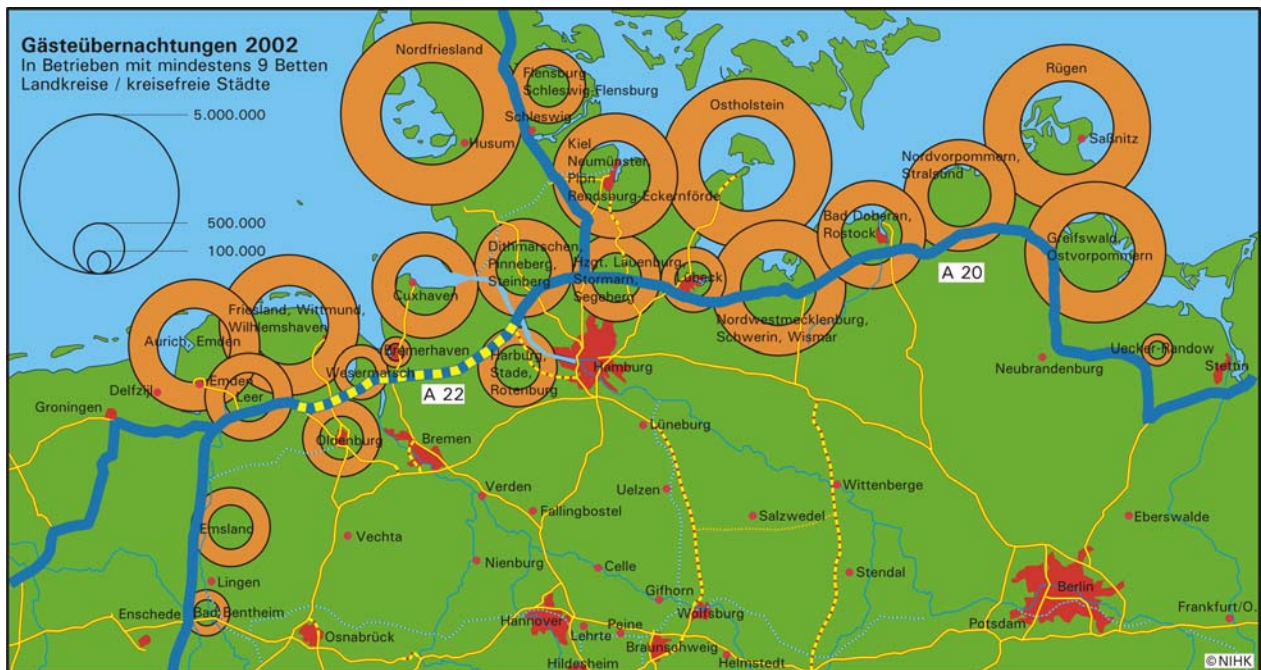 Gästeübernachtungen 2002
In Betrieben mit mindestens 9 Betten
Landkreise / kreisefreie Städte
5.000.000
500.000
100.000
Nordfriesland
Husum
Flensburg
Schleswig-Flensburg
Schleswig
Kiel
Neumünster,
Plön
Rendsburg-Eckernförde
Ostholstein
Rügen
Saßnitz
Nordvorpommern,
Stralsund
Bad Doberan,
Rostock
Greifswald,
Ostvorpommern
A 20
Dithmarschen,
Pinneberg,
Steinberg
Hzgt. Lauenburg,
Stormarn,
Segeberg
Lübeck
Nordwestmecklenburg,
Schwerin, Wismar
Cuxhaven
Friesland, Wittmund,
Wilhlemshaven
Aurich, Emden
Bremerhaven
Wesermarsch
Harburg,
Stade,
Rotenburg
Hamburg
A 22
Uecker-Randow
Neubrandenburg
Stettin
Delfzijl
Emden
Leer
Groningen
Oldenburg
Bremen
Lüneburg
Verden
Uelzen
Wittenberge
Fallingbostel
Salzwedel
Eberswalde
Emsland
Vechta
Nienburg
Celle
Stendal
Lingen
Gifhorn
Berlin
Enschede
Bad Bentheim
Osnabrück
Hannover
Lehrte
Peine
Wolfsburg
Braunschweig
Potsdam
Frankfurt/O.
Hildesheim
Helmstedt
©NIHK